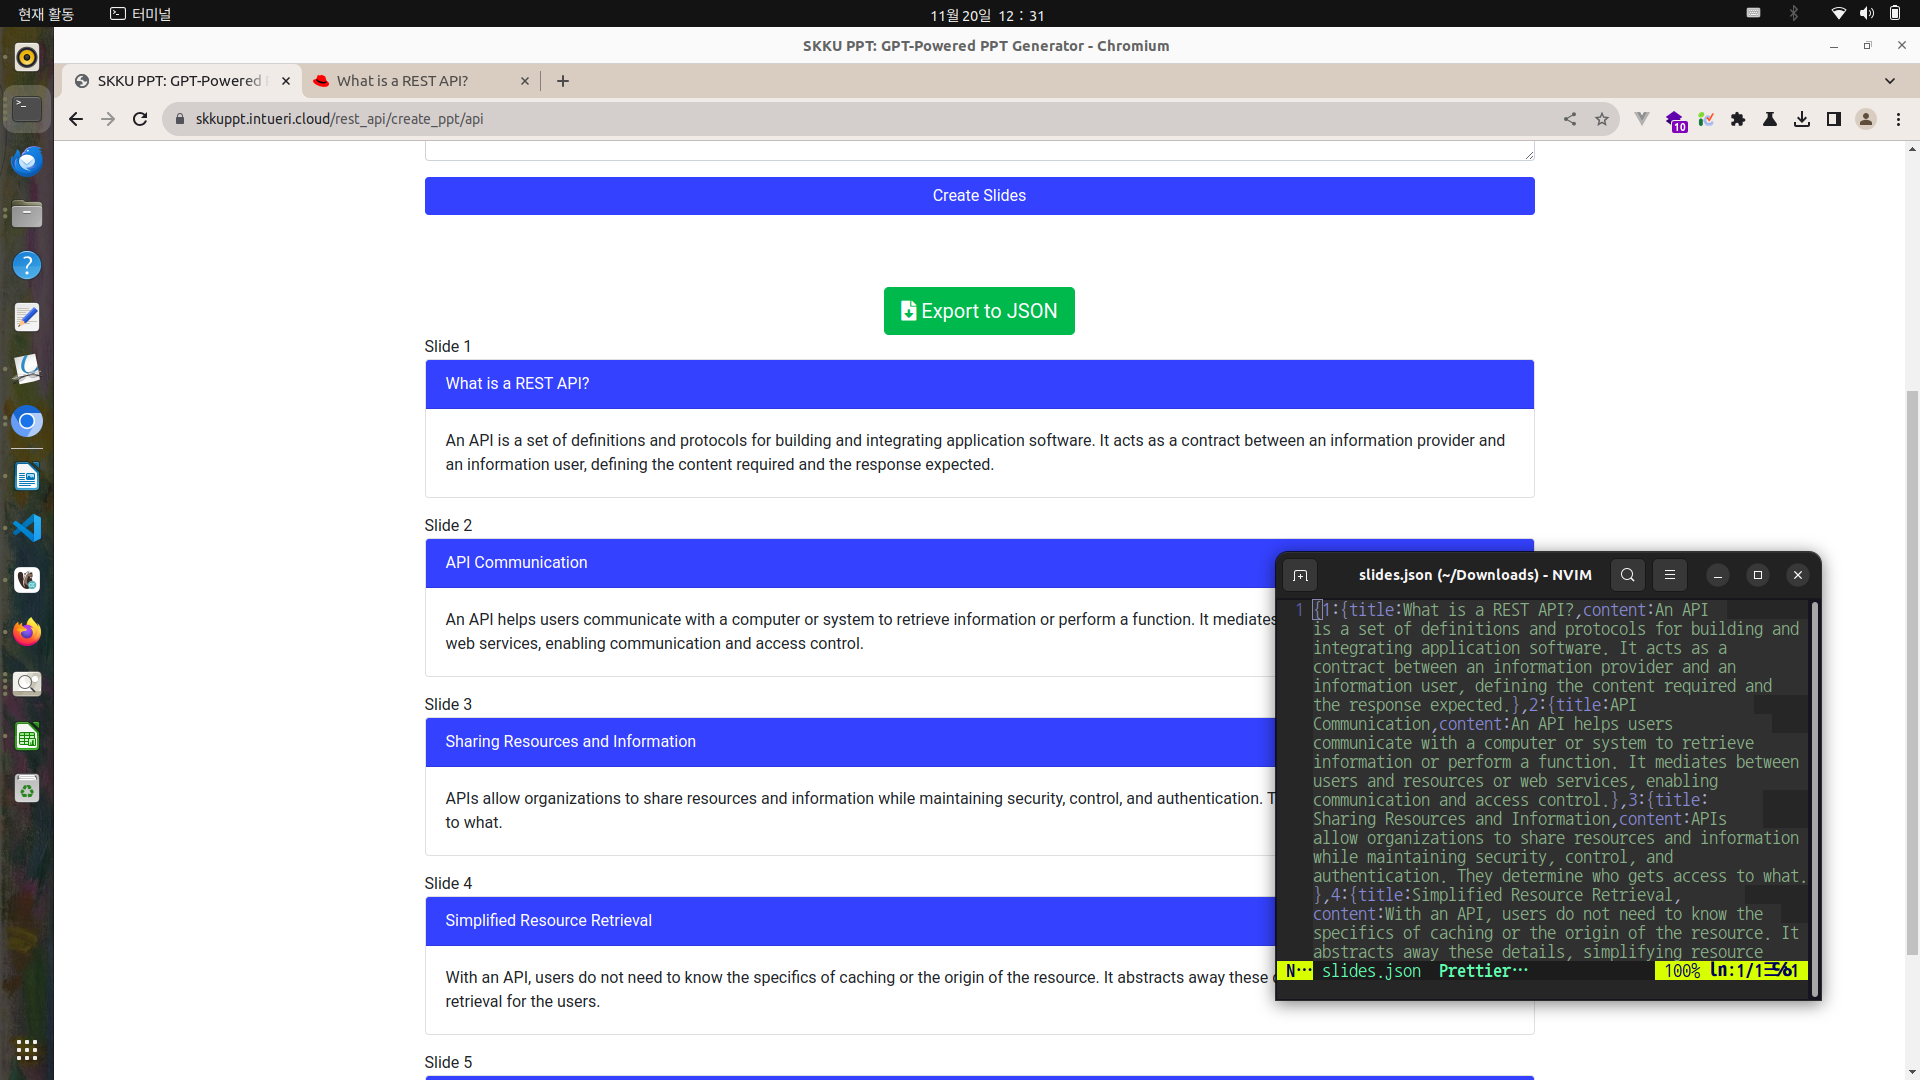 현재 활동
터미널
11월 20일 12 : 31
SKKU PPT: GPT-Powered PPT Generator - Chromium
SKKU PPT: GPT-Powered
What is a REST API?
skkuppt.intueri.cloud/rest_api/create_ppt/api
10
Create Slides
Export to JSON
Slide 1
What is a REST API?
An API is a set of definitions and protocols for building and integrating application software. It acts as a contract between an information provider and
an information user, defining the content required and the response expected.
Slide 2
API Communication
An API helps users communicate with a computer or system to retrieve information or perform a function. It mediates
web services, enabling communication and access control.
Slide 3
Sharing Resources and Information
APIs allow organizations to share resources and information while maintaining security, control, and authentication. T
to what.
Slide 4
Simplified Resource Retrieval
With an API, users do not need to know the specifics of caching or the origin of the resource. It abstracts away these
retrieval for the users.
Slide 5
slides.json (~/Downloads) - NVIM
1 {1:{title:What is a REST API?,content:An API
is a set of definitions and protocols for building and
integrating application software. It acts as a
contract between an information provider and an
information user, defining the content required and
the response expected.},2:{title:API
Communication,content:An API helps users
communicate with a computer or system to retrieve
information or perform a function. It mediates between
users and resources or web services, enabling
communication and access control.},3:{title:
Sharing Resources and Information,content:APIs
allow organizations to share resources and information
while maintaining security, control, and
authentication. They determine who gets access to what.
},4:{title:Simplified Resource Retrieval,
content:With an API, users do not need to know the
specifics of caching or the origin of the resource. It
abstracts away these details, simplifying resource
N… slides.json Prettier… 100% ln:1/1